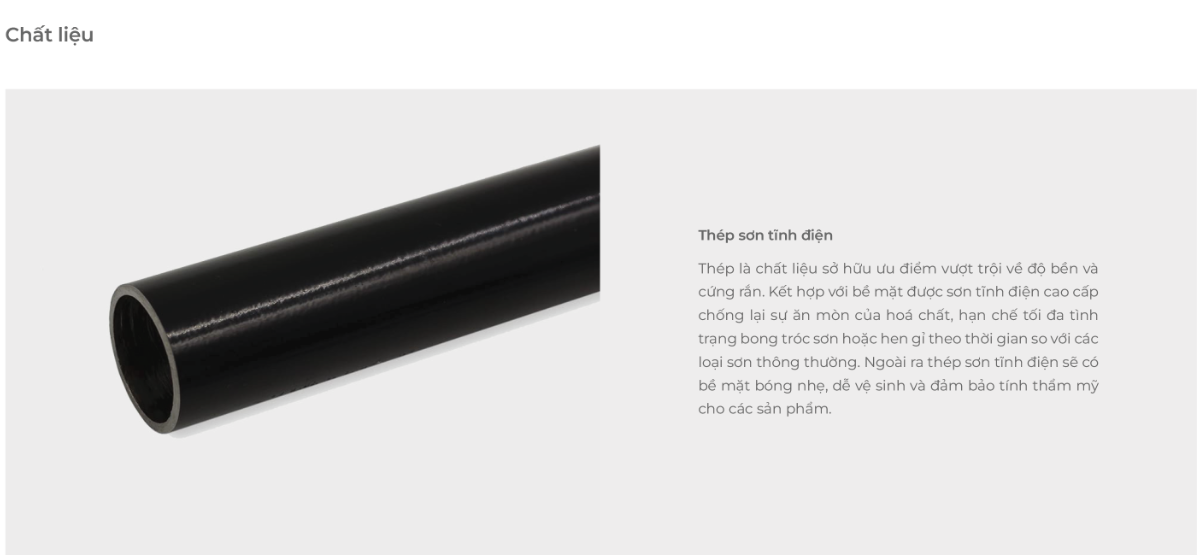 Chất liệu
Thép sơn tĩnh điện
Thép là chất liệu sở hữu ưu điểm vượt trội về độ bền và
cứng rắn. Kết hợp với bề mặt được sơn tĩnh điện cao cấp
chống lại sự ăn mòn của hoá chất, hạn chế tối đa tình
trạng bong tróc sơn hoặc hen gỉ theo thời gian so với các
loại sơn thông thường. Ngoài ra thép sơn tĩnh điện sẽ có
bề mặt bóng nhẹ, dễ vệ sinh và đảm bảo tính thẩm mỹ
cho các sản phẩm.